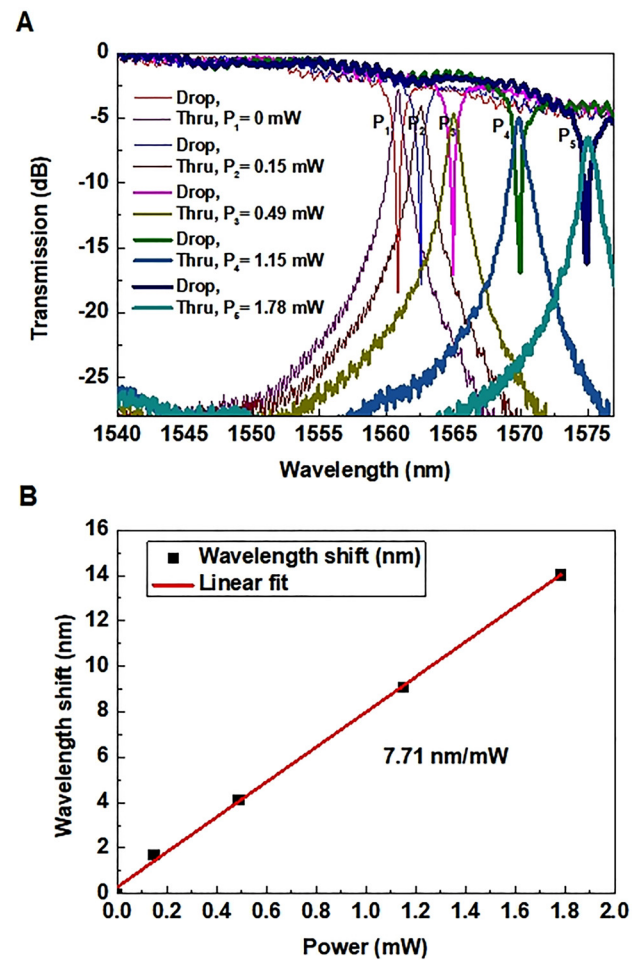 A
0
-5
-10
-15
-20
-25
Transmission (dB)
Drop,
Thru, P1= 0 mW
Drop,
Thru, P2= 0.15 mW
Drop,
Thru, P3= 0.49 mW
Drop,
Thru, P4= 1.15 mW
Drop,
Thru, P5= 1.78 mW
P1
P2
P3
P4
P5
1540 1545 1550 1555 1560 1565 1570 1575
Wavelength (nm)
B
16
14
12
10
8
6
4
2
0
Wavelength shift (nm)
Wavelength shift (nm)
Linear fit
7.71 nm/mW
0.0 0.2 0.4 0.6 0.8 1.0 1.2 1.4 1.6 1.8 2.0
Power (mW)